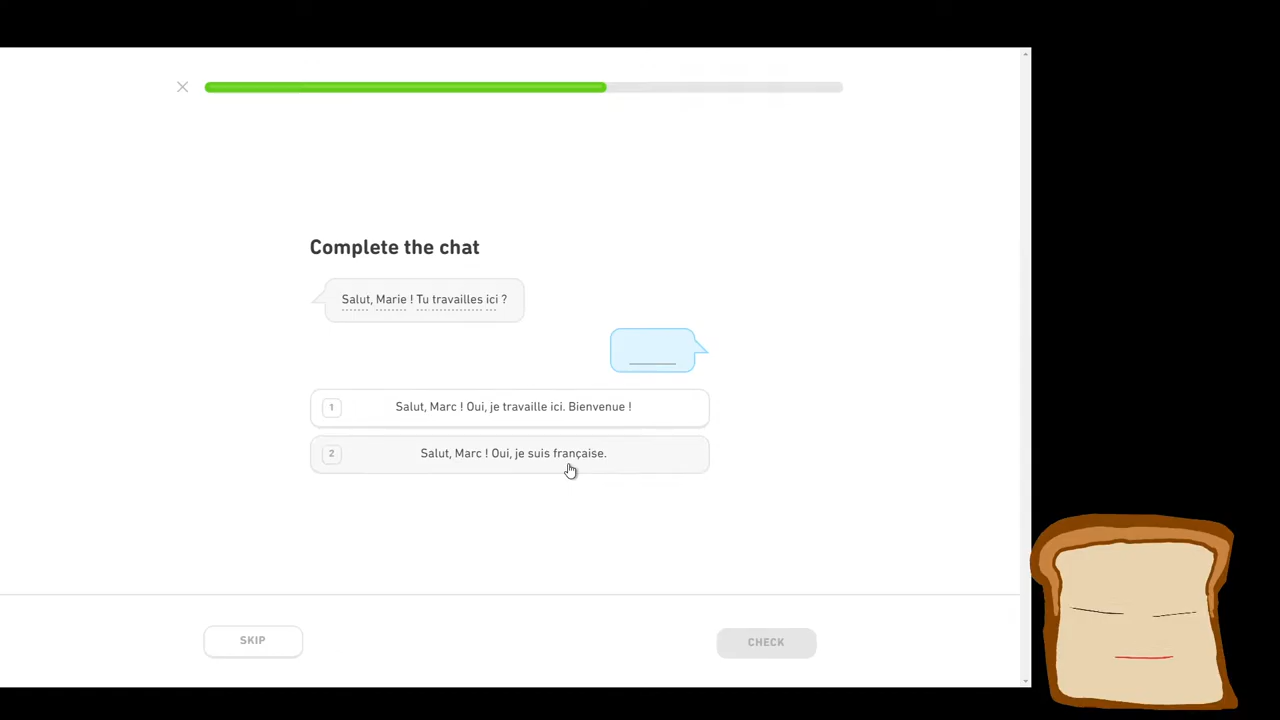 Complete the chat
Salut, Marie ! Tu travailles ici ?
1 Salut, Marc ! Oui, je travaille ici. Bienvenue !
2 Salut, Marc ! Oui, je suis française.
SKIP CHECK